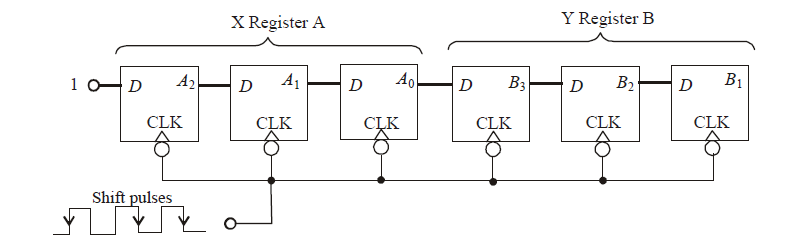 X Register A
Y Register B
1 D A₂ D A₁ D A₀ D B₃ D B₂ D B₁
CLK CLK CLK CLK CLK CLK
Shift pulses